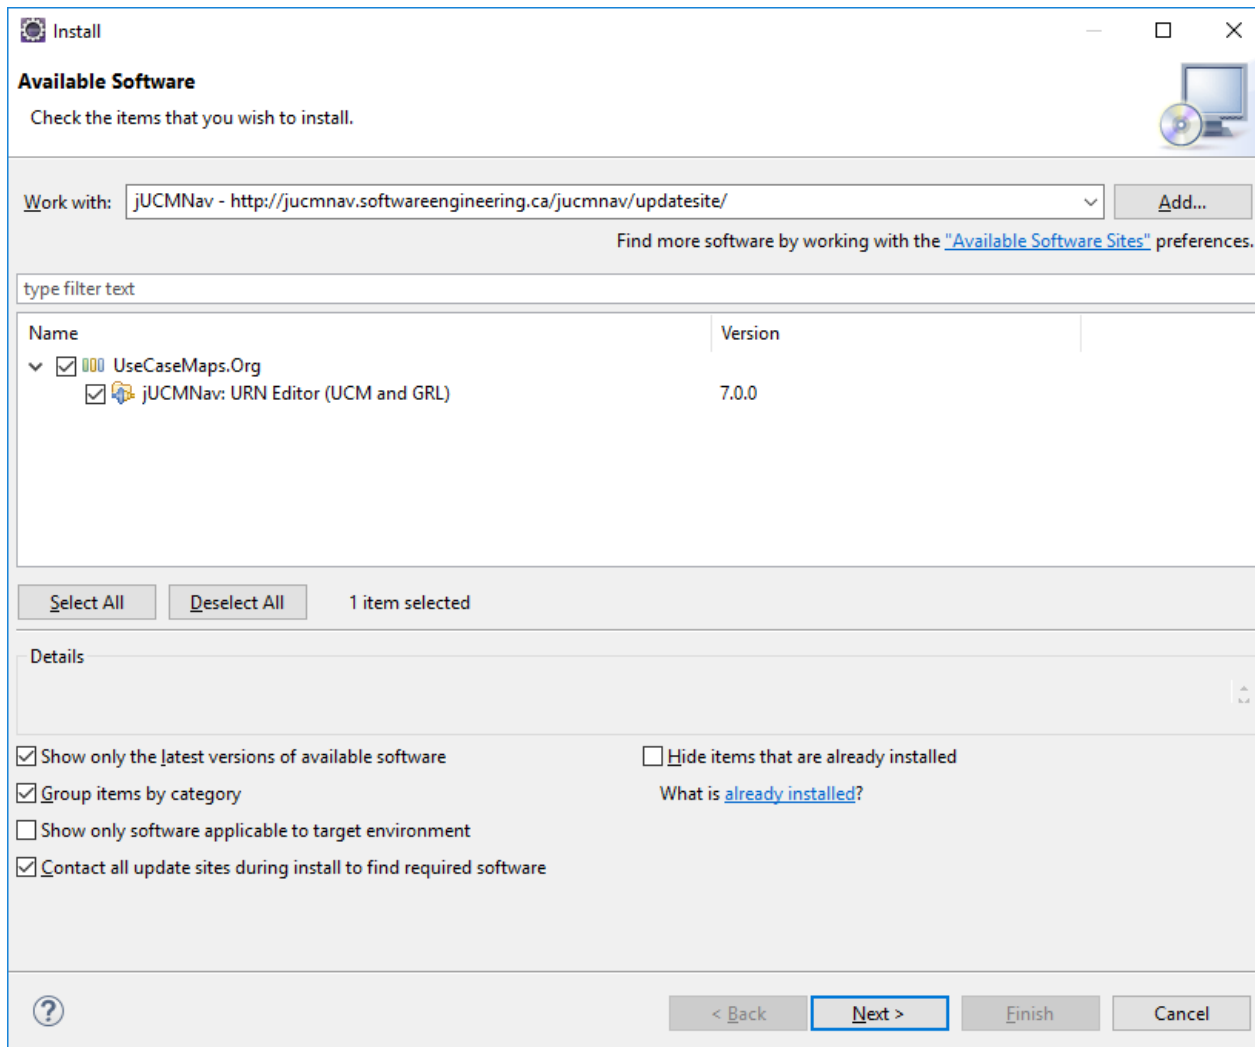 Install
Available Software
Check the items that you wish to install.
Work with: jUCMNav - http://jucmnav.softwareengineering.ca/jucmnav/updatesite/ Add...
Find more software by working with the "Available Software Sites" preferences.
type filter text
Name Version
UseCaseMaps.Org
jUCMNav: URN Editor (UCM and GRL) 7.0.0
Select All Deselect All 1 item selected
Details
Show only the latest versions of available software Hide items that are already installed
Group items by category What is already installed?
Show only software applicable to target environment
Contact all update sites during install to find required software
? < Back Next > Finish Cancel